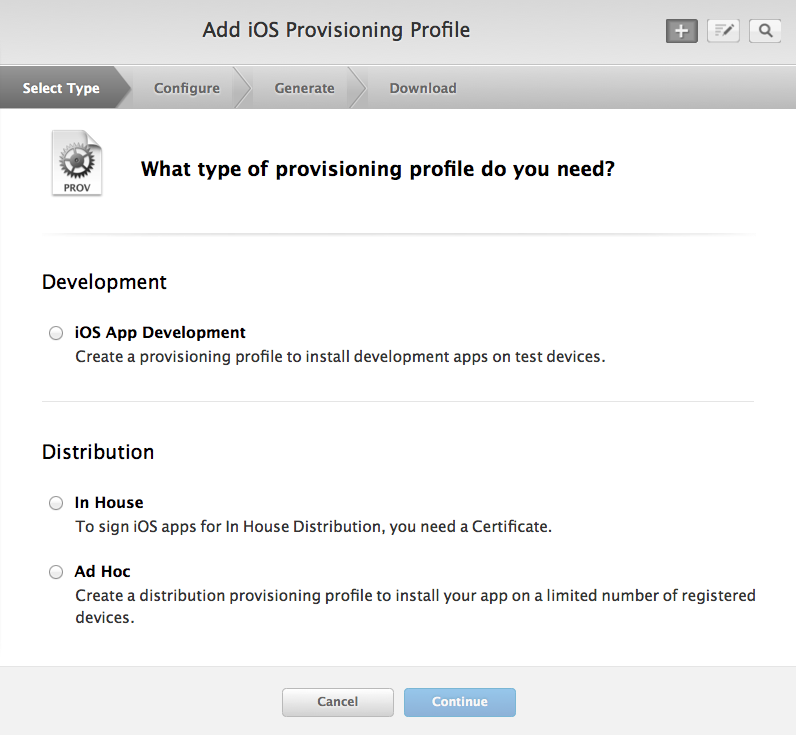 Add iOS Provisioning Profile
Select Type
Configure
Generate
Download
PROV
What type of provisioning profile do you need?
Development
iOS App Development
Create a provisioning profile to install development apps on test devices.
Distribution
In House
To sign iOS apps for In House Distribution, you need a Certificate.
Ad Hoc
Create a distribution provisioning profile to install your app on a limited number of registered
devices.
Cancel
Continue